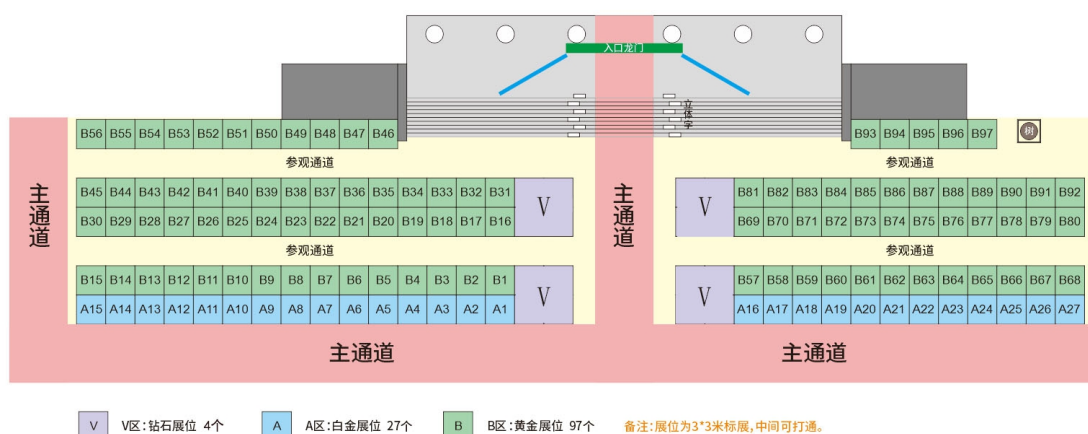 入口龙门
立体字
B56 B55 B54 B53 B52 B51 B50 B49 B48 B47 B46
B93 B94 B95 B96 B97
树
参观通道
参观通道
主通道
B45 B44 B43 B42 B41 B40 B39 B38 B37 B36 B35 B34 B33 B32 B31
V
主通道
B81 B82 B83 B84 B85 B86 B87 B88 B89 B90 B91 B92
V
B30 B29 B28 B27 B26 B25 B24 B23 B22 B21 B20 B19 B18 B17 B16
B69 B70 B71 B72 B73 B74 B75 B76 B77 B78 B79 B80
参观通道
参观通道
B15 B14 B13 B12 B11 B10 B9 B8 B7 B6 B5 B4 B3 B2 B1
V
B57 B58 B59 B60 B61 B62 B63 B64 B65 B66 B67 B68
V
A15 A14 A13 A12 A11 A10 A9 A8 A7 A6 A5 A4 A3 A2 A1
A16 A17 A18 A19 A20 A21 A22 A23 A24 A25 A26 A27
主通道
主通道
V V区:钻石展位 4个
A A区:白金展位 27个
B B区:黄金展位 97个
备注:展位为3*3米标展,中间可打通。